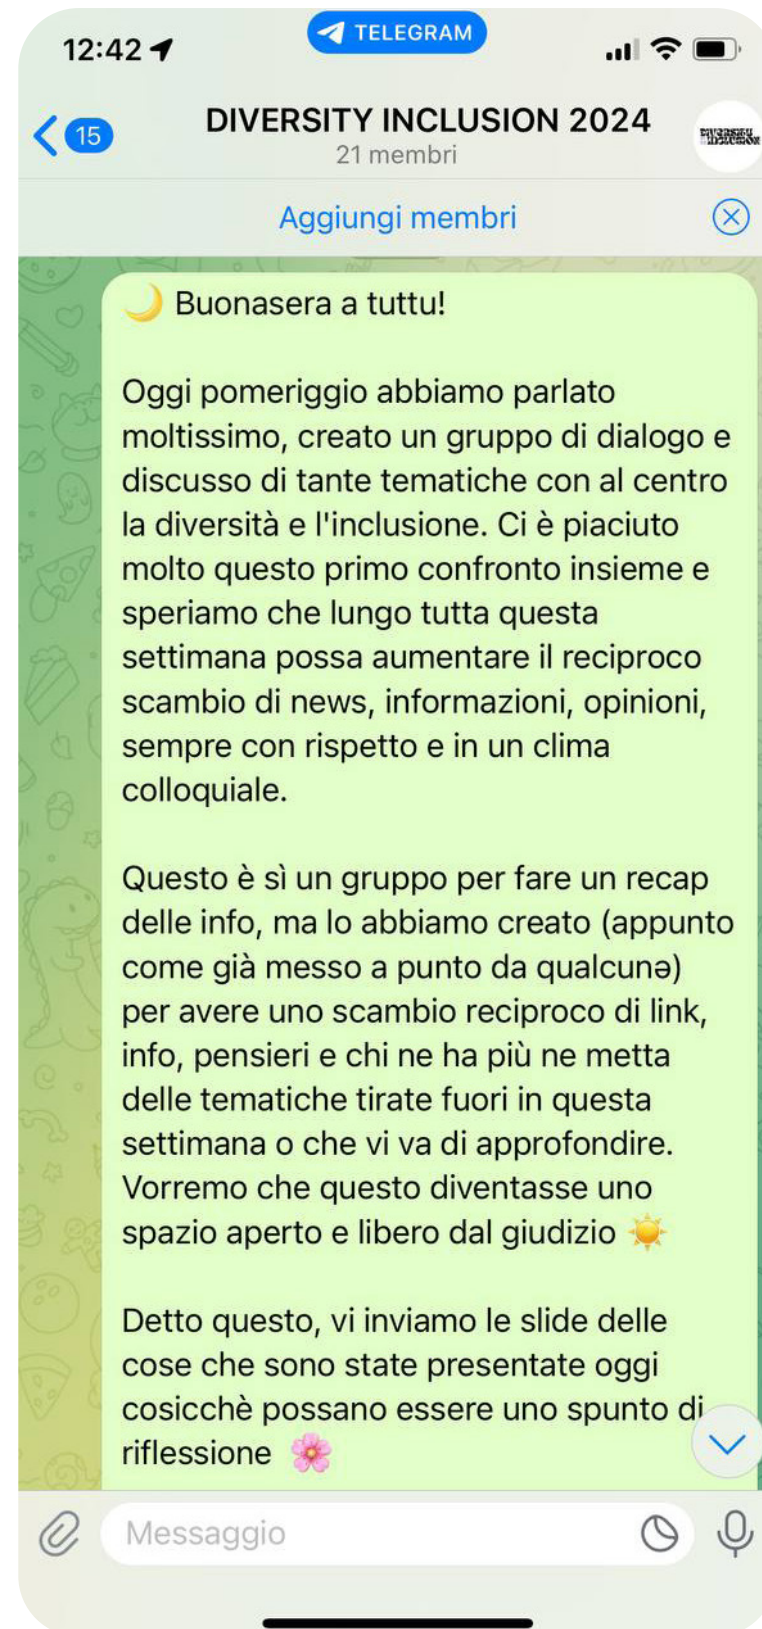 12:42
TELEGRAM
15
DIVERSITY INCLUSION 2024
21 membri
DIVERSITY
INCLUSION
Aggiungi membri
🌙 Buonasera a tuttu!
Oggi pomeriggio abbiamo parlato
moltissimo, creato un gruppo di dialogo e
discusso di tante tematiche con al centro
la diversità e l'inclusione. Ci è piaciuto
molto questo primo confronto insieme e
speriamo che lungo tutta questa
settimana possa aumentare il reciproco
scambio di news, informazioni, opinioni,
sempre con rispetto e in un clima
colloquiale.
Questo è sì un gruppo per fare un recap
delle info, ma lo abbiamo creato (appunto
come già messo a punto da qualcunə)
per avere uno scambio reciproco di link,
info, pensieri e chi ne ha più ne metta
delle tematiche tirate fuori in questa
settimana o che vi va di approfondire.
Vorremo che questo diventasse uno
spazio aperto e libero dal giudizio ☀️
Detto questo, vi inviamo le slide delle
cose che sono state presentate oggi
cosicchè possano essere uno spunto di
riflessione 🌸
Messaggio